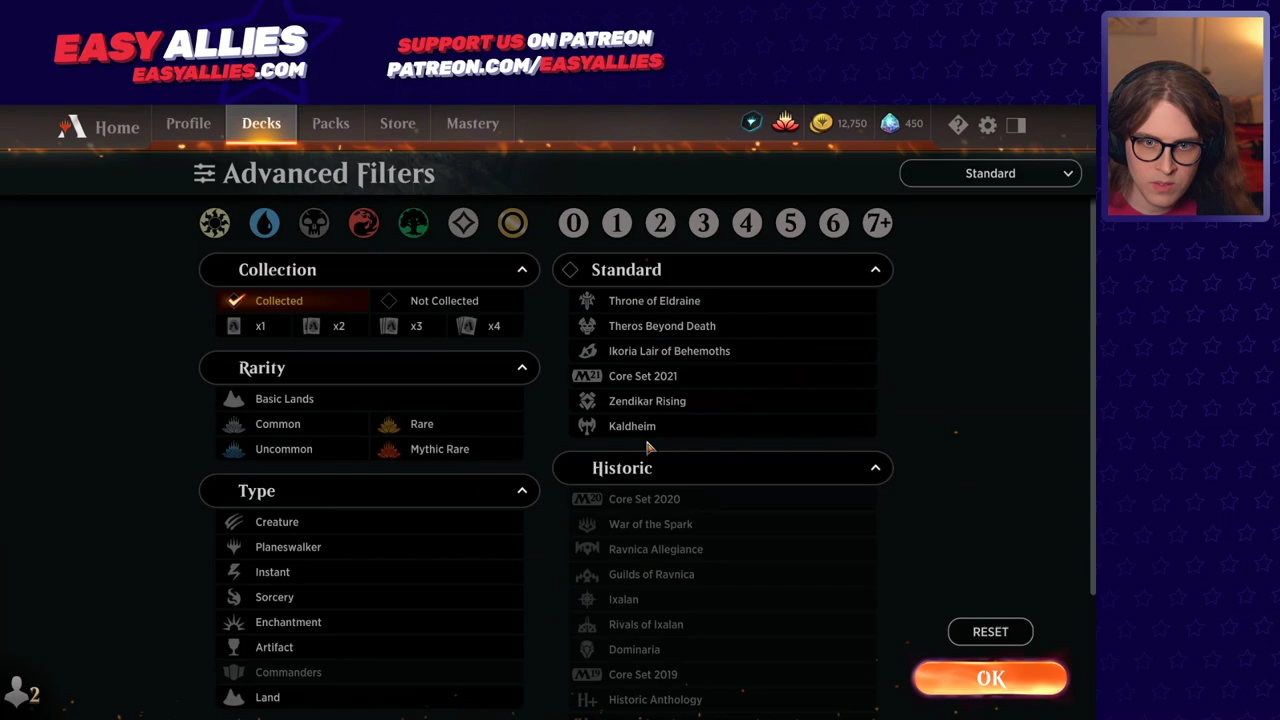 EASY ALLIES
EASYALLIES.COM
SUPPORT US ON PATREON
PATREON.COM/EASYALLIES
Home
Profile
Decks
Packs
Store
Mastery
12,750
450
?
Advanced Filters
Standard
0 1 2 3 4 5 6 7+
Collection
Collected
Not Collected
x1
x2
x3
x4
Rarity
Basic Lands
Common
Rare
Uncommon
Mythic Rare
Type
Creature
Planeswalker
Instant
Sorcery
Enchantment
Artifact
Commanders
Land
Standard
Throne of Eldraine
Theros Beyond Death
Ikoria Lair of Behemoths
M21 Core Set 2021
Zendikar Rising
Kaldheim
Historic
M20 Core Set 2020
War of the Spark
Ravnica Allegiance
Guilds of Ravnica
Ixalan
Rivals of Ixalan
Dominaria
M19 Core Set 2019
H+ Historic Anthology
RESET
OK
2